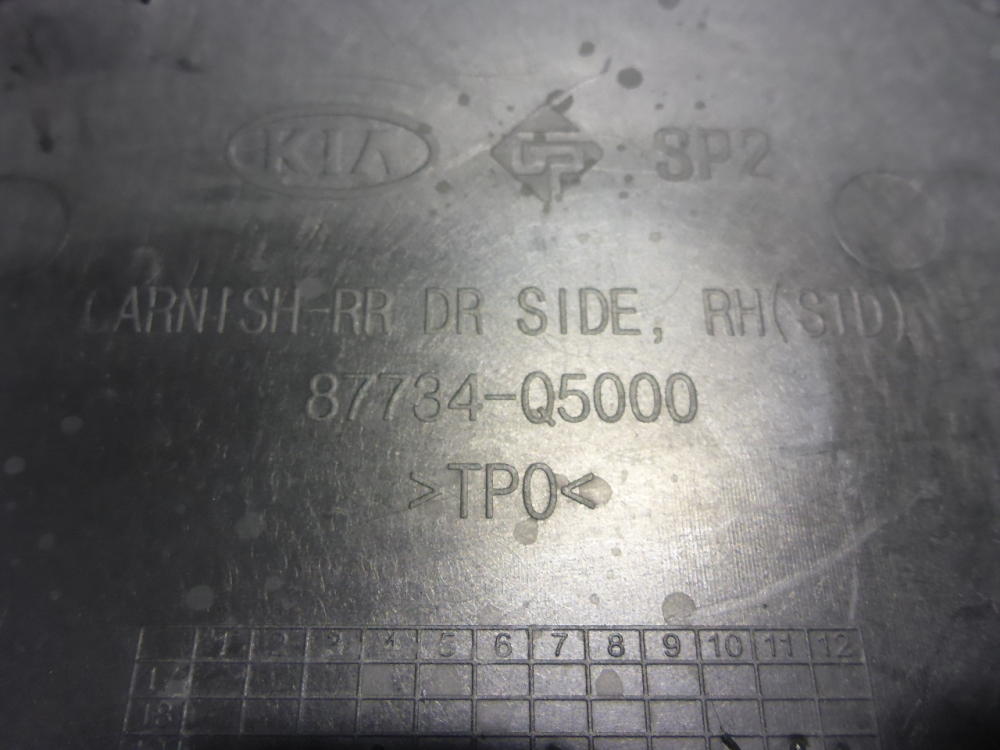 KIA SP2
GARNISH-RR DR SIDE, RH(STD)
87734-Q5000
>TPO<
1 2 3 4 5 6 7 8 9 10 11 12